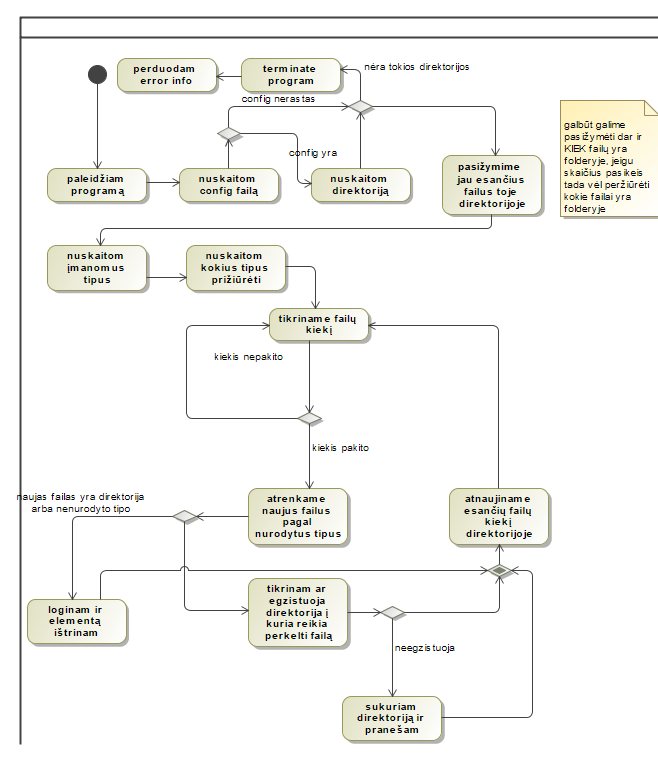 perduodam
error info
terminate
program
nėra tokios direktorijos
config nerastas
config yra
paleidžiam
programą
nuskaitom
config failą
nuskaitom
direktoriją
pasižymime
jau esančius
failus toje
direktorijoje
galbūt galime
pasižymėti dar ir
KIEK failų yra
folderyje, jeigu
skaičius pasikeis
tada vėl peržiūrėti
kokie failai yra
folderyje
nuskaitom
įmanomus
tipus
nuskaitom
kokius tipus
prižiūrėti
tikriname failų
kiekį
kiekis nepakito
kiekis pakito
naujas failas yra direktorija
arba nenurodyto tipo
atrenkame
naujus failus
pagal
nurodytus tipus
atnaujiname
esančių failų
kiekį
direktorijoje
loginam ir
elementą
ištrinam
tikrinam ar
egzistuoja
direktorija į
kuria reikia
perkelti failą
neegzistuoja
sukuriam
direktoriją ir
pranešam